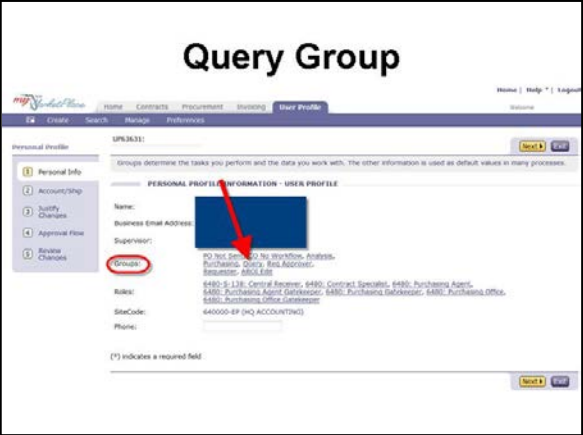 Query Group
Home | Help | Logout
my MarketPlace
Home Contracts Procurement Invoicing User Profile
Welcome
Create Search Manage Preferences
Personal Profile
UP63631:
Next Exit
Groups determine the tasks you perform and the data you work with. The other information is used as default values in many processes.
1 Personal Info
PERSONAL PROFILE INFORMATION - USER PROFILE
2 Account/Ship
3 Justify
Changes
4 Approval Flow
5 Review
Changes
Name:
Business Email Address:
Supervisor:
Groups:
PO Not Sent, No Workflow, Analysis,
Purchasing, Query, Req Approver,
Requester, ARO1 Edit
Roles:
6480-S-138: Central Receiver, 6480: Contract Specialist, 6480: Purchasing Agent,
6480: Purchasing Agent Gatekeeper, 6480: Purchasing Gatekeeper, 6480: Purchasing Office,
6480: Purchasing Office Gatekeeper
SiteCode:
640000-EP (HQ ACCOUNTING)
Phone:
(*) indicates a required field
Next Exit